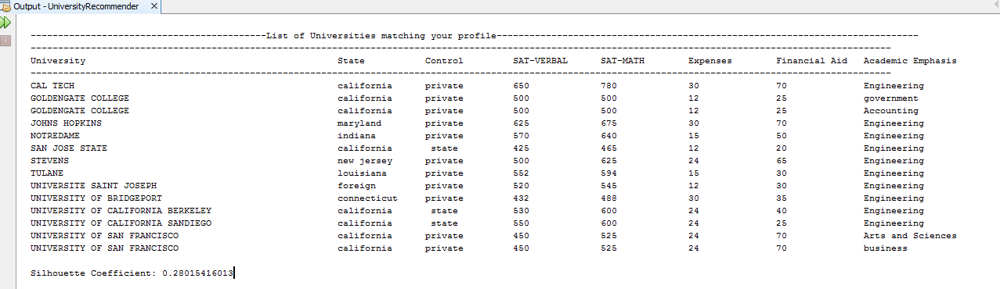 Output - UniversityRecommender
-------------------------------------------List of Universities matching your profile-----------------------------------------------------------------------------
-------------------------------------------------------------------------------------------------------------------------------------------------------------
University State Control SAT-VERBAL SAT-MATH Expenses Financial Aid Academic Emphasis
-------------------------------------------------------------------------------------------------------------------------------------------------------------
CAL TECH california private 650 780 30 70 Engineering
GOLDENGATE COLLEGE california private 500 500 12 25 government
GOLDENGATE COLLEGE california private 500 500 12 25 Accounting
JOHNS HOPKINS maryland private 625 675 30 70 Engineering
NOTREDAME indiana private 570 640 15 50 Engineering
SAN JOSE STATE california state 425 465 12 20 Engineering
STEVENS new jersey private 500 625 24 65 Engineering
TULANE louisiana private 552 594 15 30 Engineering
UNIVERSITE SAINT JOSEPH foreign private 520 545 12 30 Engineering
UNIVERSITY OF BRIDGEPORT connecticut private 432 488 30 35 Engineering
UNIVERSITY OF CALIFORNIA BERKELEY california state 530 600 24 40 Engineering
UNIVERSITY OF CALIFORNIA SANDIEGO california state 550 600 24 25 Engineering
UNIVERSITY OF SAN FRANCISCO california private 450 525 24 70 Arts and Sciences
UNIVERSITY OF SAN FRANCISCO california private 450 525 24 70 business
Silhouette Coefficient: 0.28015416013